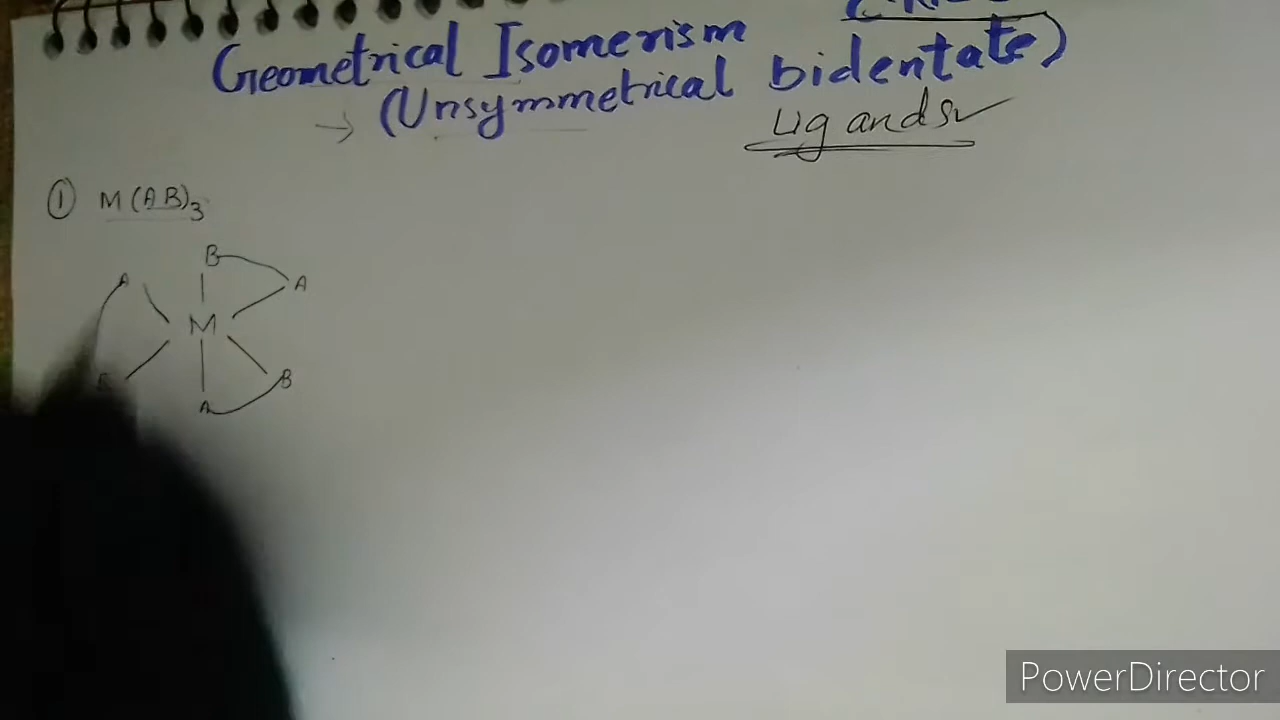 Geometrical Isomerism
→ (Unsymmetrical bidentate)
Ligands
① M(AB)3
B
A
A
M
B
A
PowerDirector